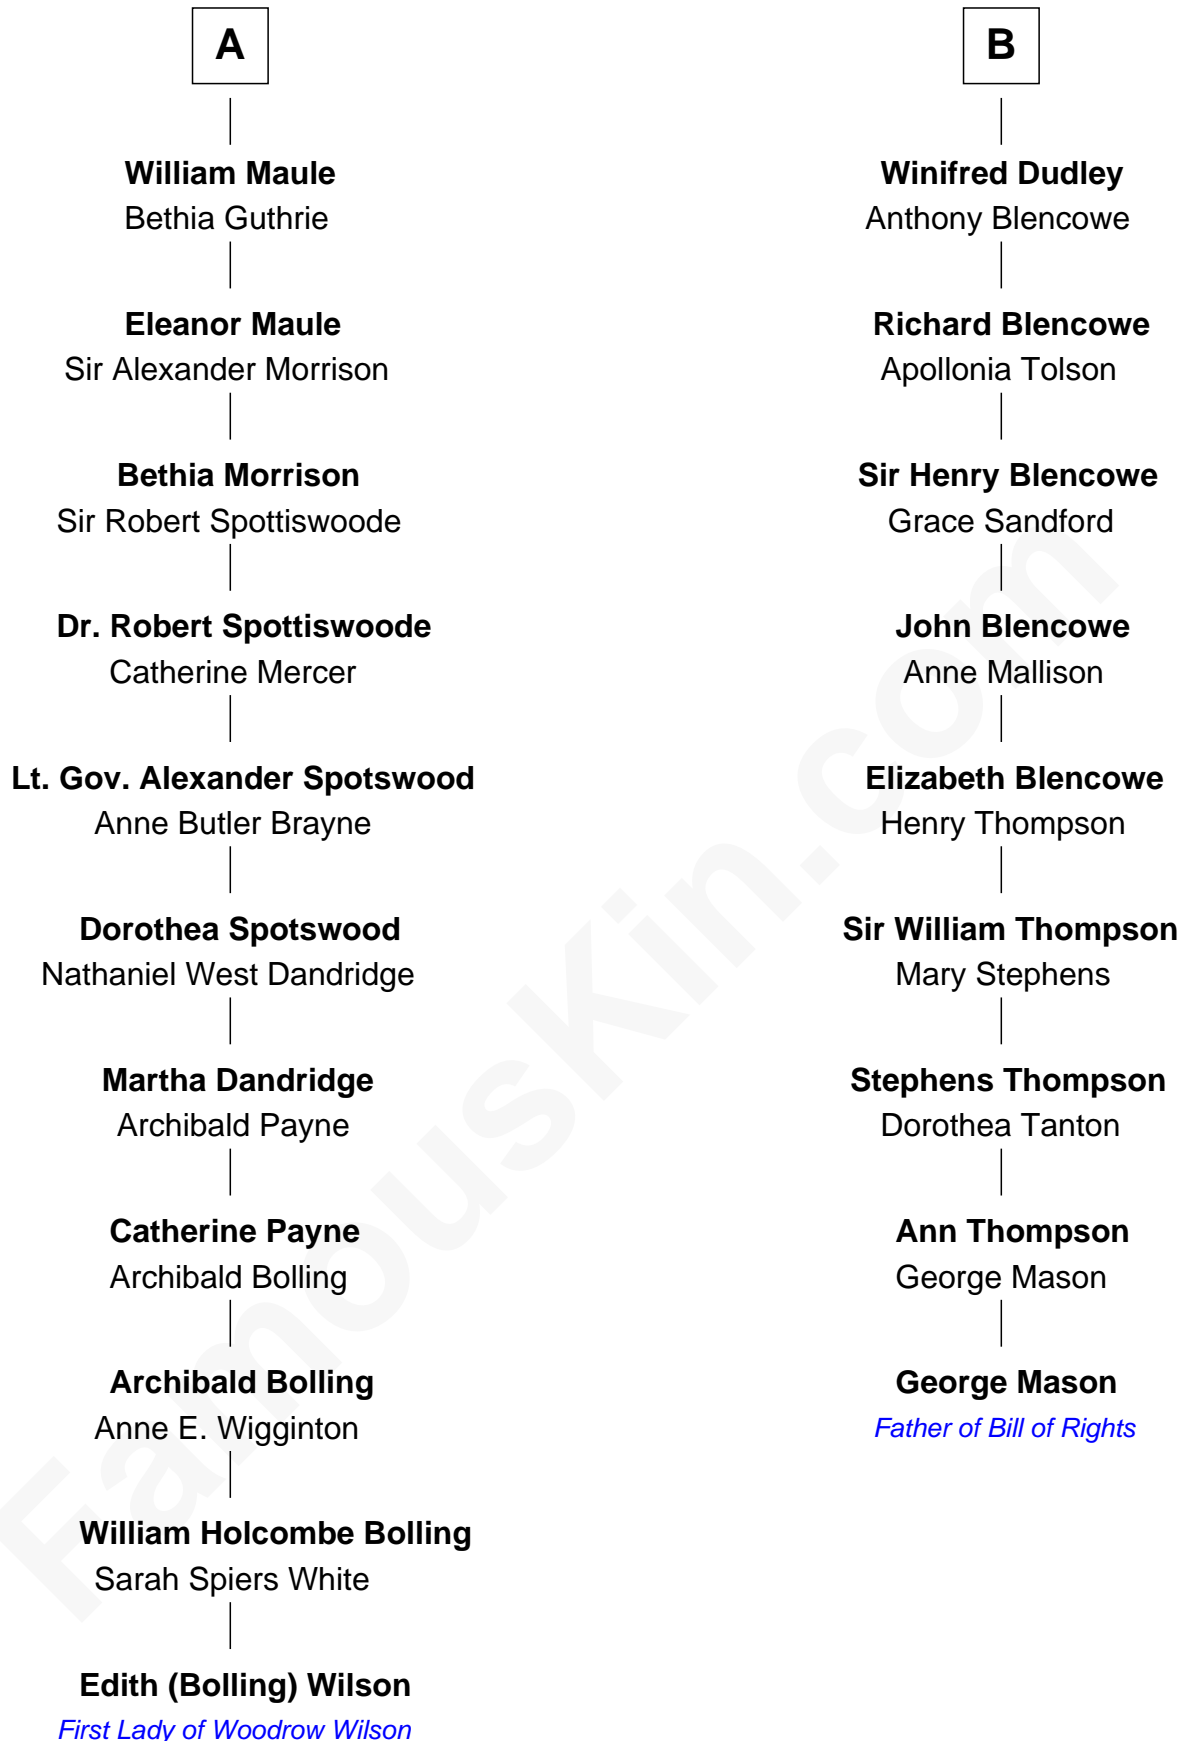 A
William Maule
Bethia Guthrie
Eleanor Maule
Sir Alexander Morrison
Bethia Morrison
Sir Robert Spottiswoode
Dr. Robert Spottiswoode
Catherine Mercer
Lt. Gov. Alexander Spotswood
Anne Butler Brayne
Dorothea Spotswood
Nathaniel West Dandridge
Martha Dandridge
Archibald Payne
Catherine Payne
Archibald Bolling
Archibald Bolling
Anne E. Wigginton
William Holcombe Bolling
Sarah Spiers White
Edith (Bolling) Wilson
First Lady of Woodrow Wilson
B
Winifred Dudley
Anthony Blencowe
Richard Blencowe
Apollonia Tolson
Sir Henry Blencowe
Grace Sandford
John Blencowe
Anne Mallison
Elizabeth Blencowe
Henry Thompson
Sir William Thompson
Mary Stephens
Stephens Thompson
Dorothea Tanton
Ann Thompson
George Mason
George Mason
Father of Bill of Rights
FamousKin.com